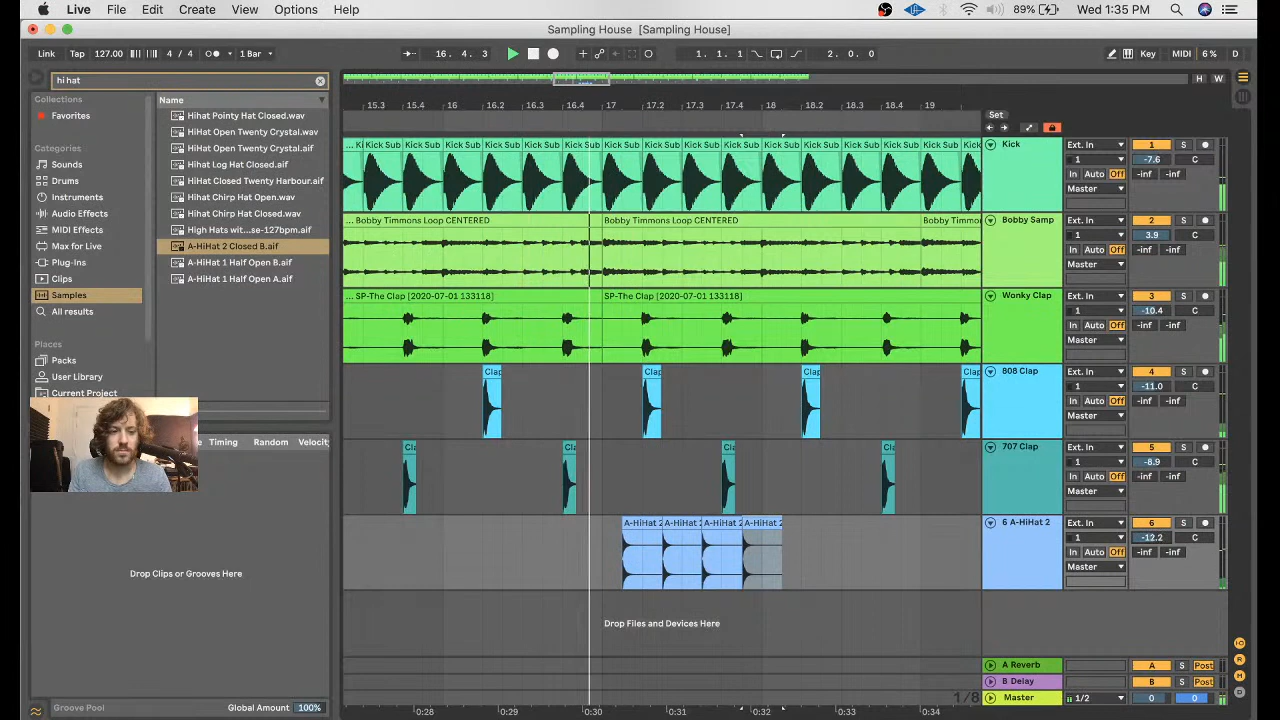 Live File Edit Create View Options Help 89% Wed 1:35 PM
Sampling House [Sampling House]
Link Tap 127.00 4 / 4 1 Bar 16. 4. 3 1. 1. 1 2. 0. 0 Key MIDI 6 % D
hi hat
H W
Collections
Favorites
Categories
Sounds
Drums
Instruments
Audio Effects
MIDI Effects
Max for Live
Plug-Ins
Clips
Samples
All results
Places
Packs
User Library
Current Project
Name
Hihat Pointy Hat Closed.wav
HiHat Open Twenty Crystal.wav
HiHat Open Twenty Crystal.aif
Hihat Log Hat Closed.aif
HiHat Closed Twenty Harbour.aif
Hihat Chirp Hat Open.wav
Hihat Chirp Hat Closed.wav
High Hats wit...se-127bpm.aif
A-HiHat 2 Closed B.aif
A-HiHat 1 Half Open B.aif
A-HiHat 1 Half Open A.aif
Timing Random Velocity
Drop Clips or Grooves Here
Groove Pool Global Amount 100%
15.3 15.4 16 16.2 16.3 16.4 17 17.2 17.3 17.4 18 18.2 18.3 18.4 19
Set
... Ki Kick Sub Kick Sub Kick Sub Kick Sub Kick Sub Kick Sub Kick Sub Kick Sub Kick Sub Kick Sub Kick Sub Kick Sub Kick Sub Kick Sub Kick Sub
Kick Ext. In 1 S
1 -7.6 C
In Auto Off -inf -inf
Master
... Bobby Timmons Loop CENTERED Bobby Timmons Loop CENTERED Bobby Timmo
Bobby Samp Ext. In 2 S
1 3.9 C
In Auto Off -inf -inf
Master
... SP-The Clap [2020-07-01 133118] SP-The Clap [2020-07-01 133118]
Wonky Clap Ext. In 3 S
1 -10.4 C
In Auto Off -inf -inf
Master
Clap Clap Clap Clap
808 Clap Ext. In 4 S
1 -11.0 C
In Auto Off -inf -inf
Master
Cla Cla Cla Cla
707 Clap Ext. In 5 S
1 -8.9 C
In Auto Off -inf -inf
Master
A-HiHat 2 A-HiHat 2 A-HiHat 2 A-HiHat 2
6 A-HiHat 2 Ext. In 6 S
1 -12.2 C
In Auto Off -inf -inf
Master
Drop Files and Devices Here
A Reverb A S Post
B Delay B S Post
1/8 Master 1/2 0 0
0:28 0:29 0:30 0:31 0:32 0:33 0:34